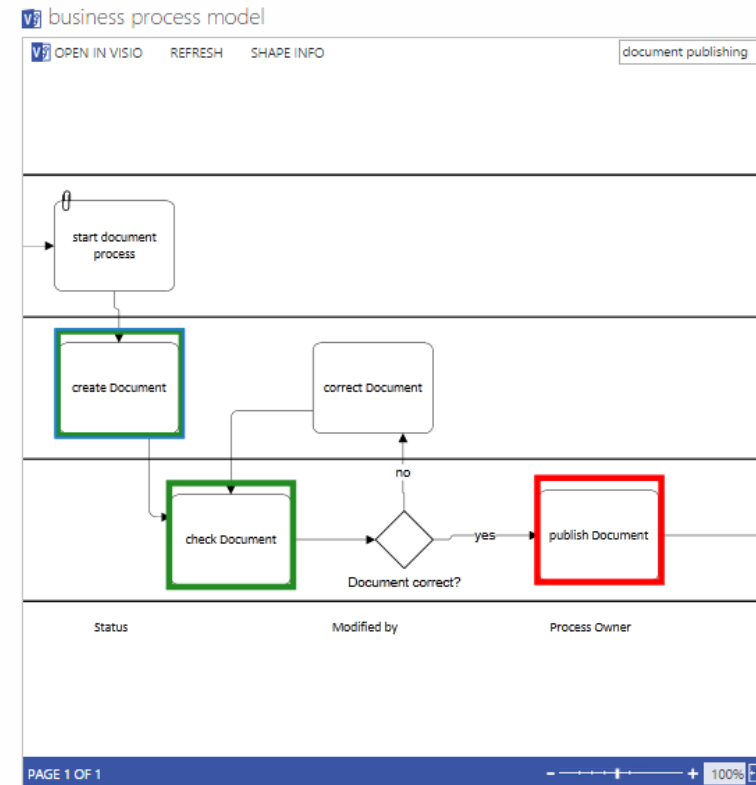 business process model
OPEN IN VISIO REFRESH SHAPE INFO
document publishing
start document
process
create Document
correct Document
no
check Document
yes
publish Document
Document correct?
Status
Modified by
Process Owner
PAGE 1 OF 1
100%